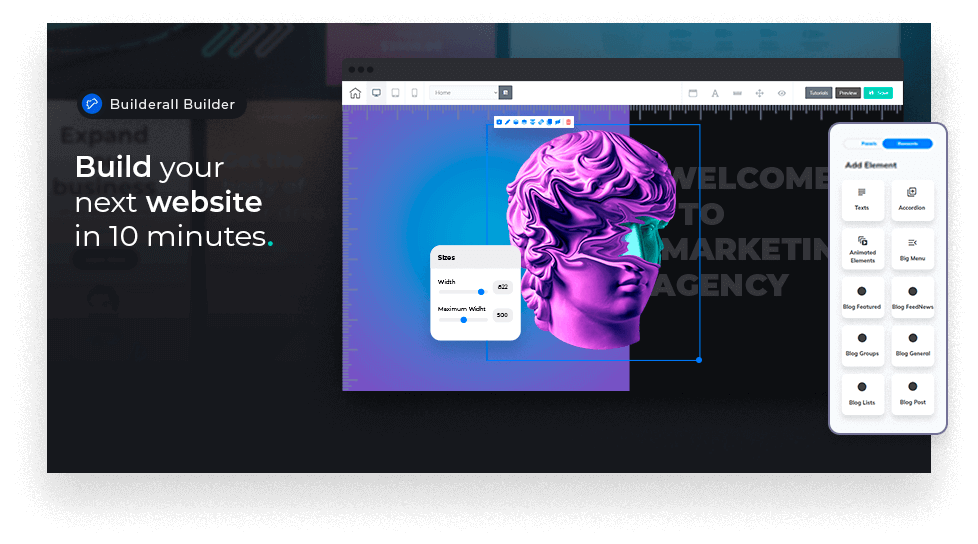 Builderall Builder
Expand
Build your
next website
in 10 minutes.
Home
Tutorials
Preview
Save
WELCOME
TO
MARKETIN
AGENCY
Sizes
Width
622
Maximum Widht
500
Panels
Elements
Add Element
Texts
Accordion
Animated
Elements
Big Menu
Blog Featured
Blog FeedNews
Blog Groups
Blog General
Blog Lists
Blog Post